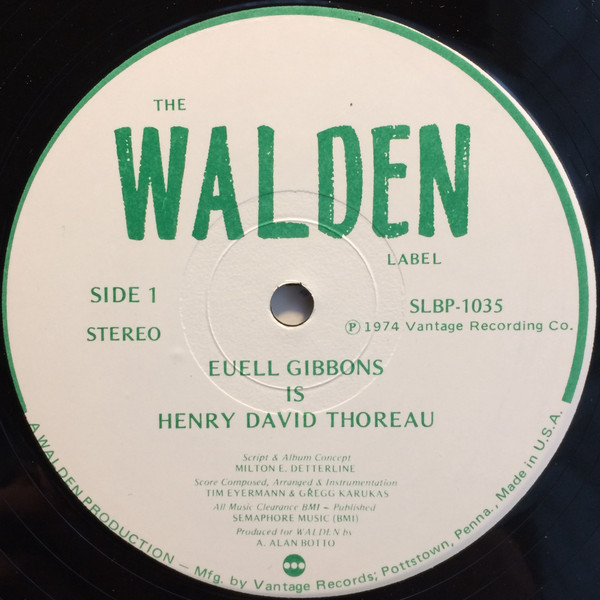 THE
WALDEN
LABEL
SIDE 1
STEREO
SLBP-1035
℗ 1974 Vantage Recording Co.
EUELL GIBBONS
IS
HENRY DAVID THOREAU
Script & Album Concept
MILTON E. DETTERLINE
Score Composed, Arranged & Instrumentation
TIM EYERMANN & GREGG KARUKAS
All Music Clearance BMI – Published
SEMAPHORE MUSIC (BMI)
Produced for WALDEN by
A. ALAN BOTTO
A WALDEN PRODUCTION – Mfg. by Vantage Records; Pottstown, Penna., Made in U.S.A.